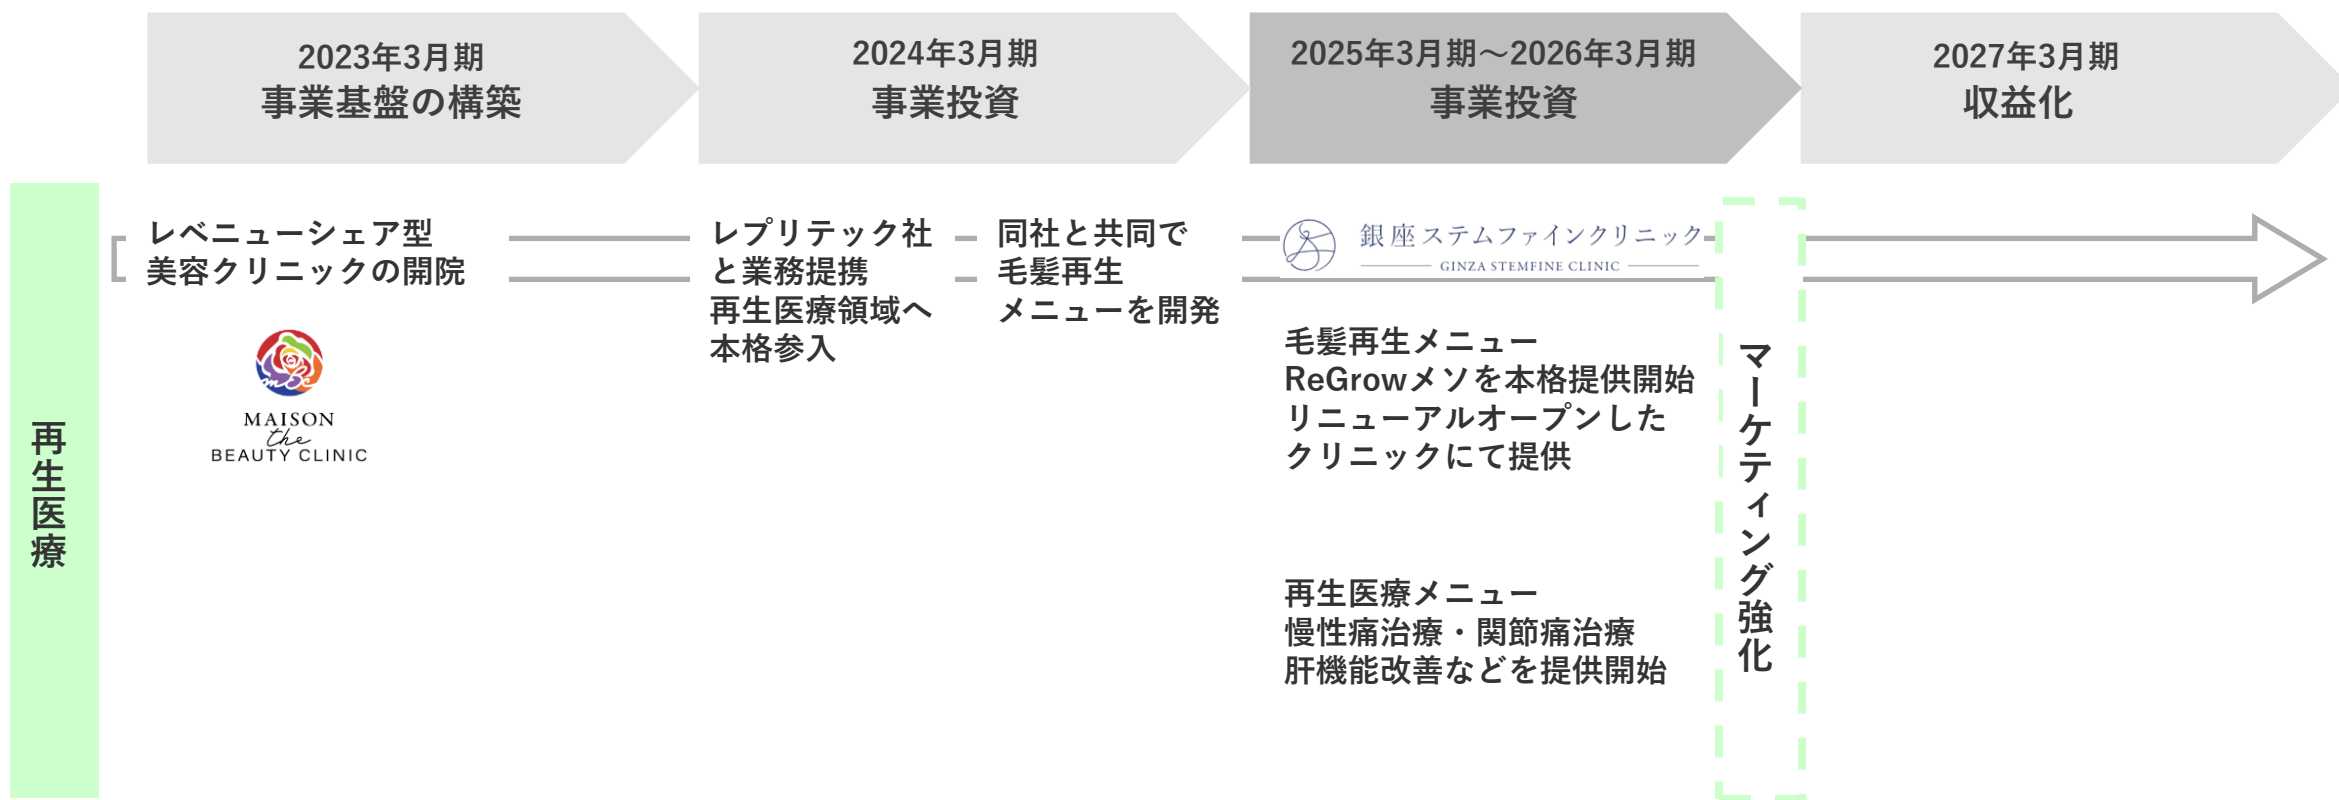 2023年3月期
事業基盤の構築
2024年3月期
事業投資
2025年3月期～2026年3月期
事業投資
2027年3月期
収益化
再生医療
レベニューシェア型
美容クリニックの開院
mbc
MAISON
the
BEAUTY CLINIC
レプリテック社
と業務提携
再生医療領域へ
本格参入
同社と共同で
毛髪再生
メニューを開発
銀座ステムファインクリニック
GINZA STEMFINE CLINIC
毛髪再生メニュー
ReGrowメソを本格提供開始
リニューアルオープンした
クリニックにて提供
再生医療メニュー
慢性痛治療・関節痛治療
肝機能改善などを提供開始
マーケティング強化